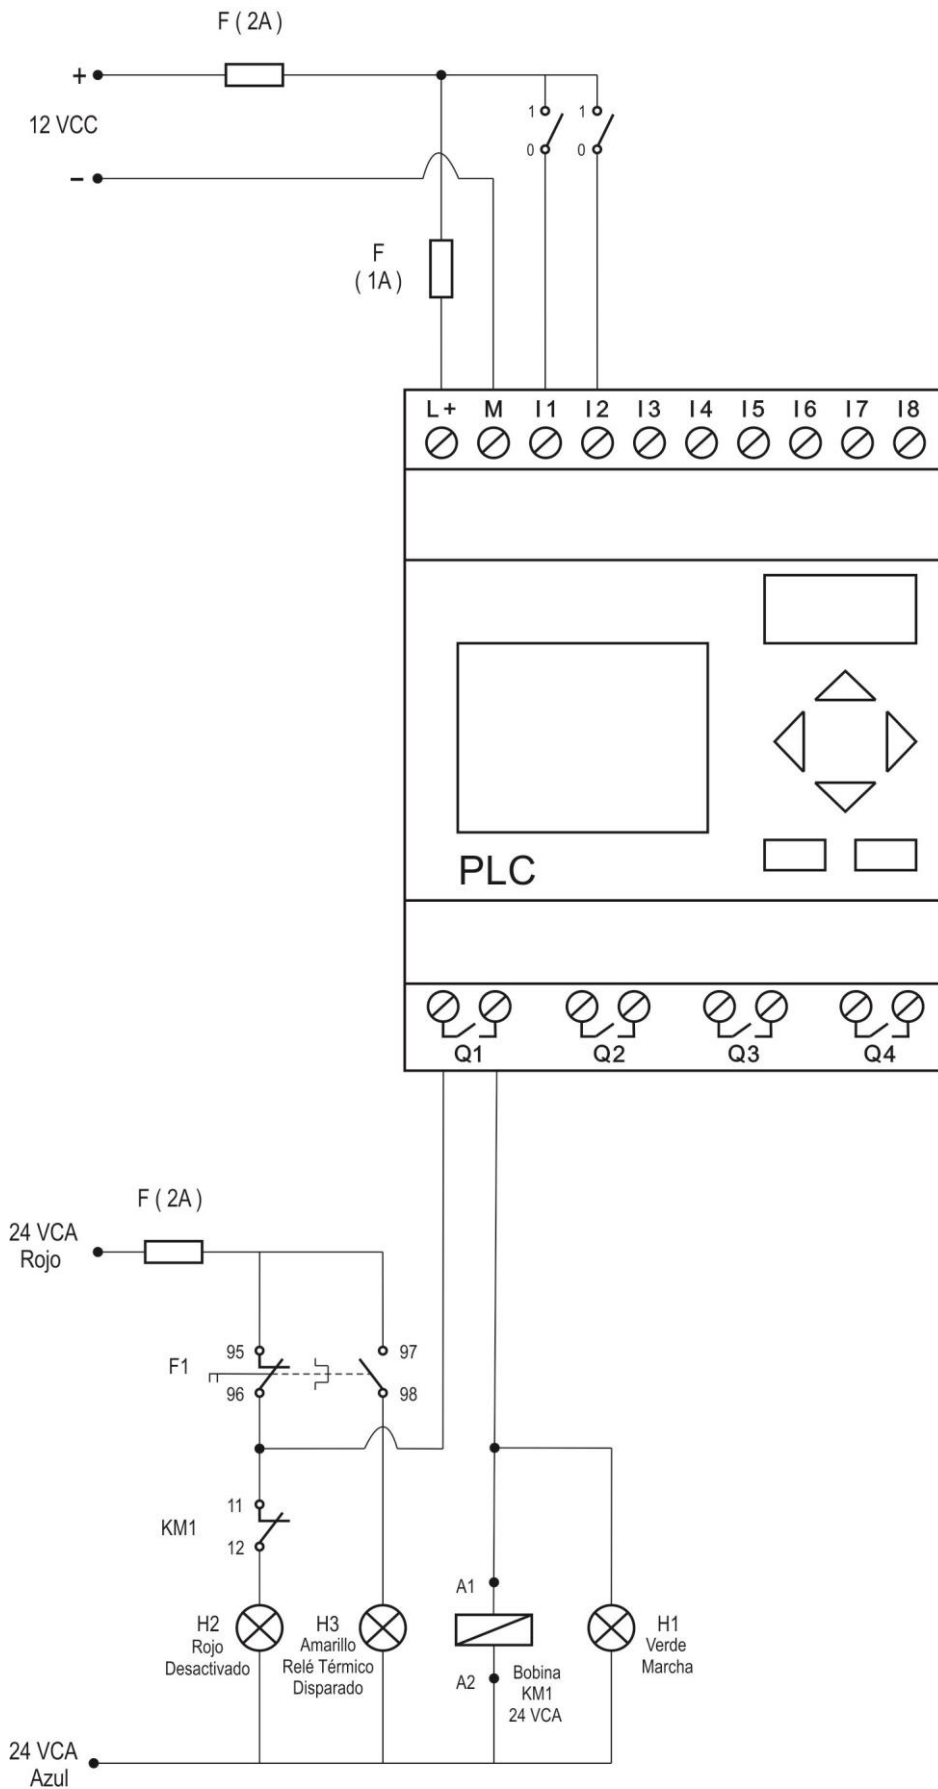 F ( 2A )
+
12 VCC
-
1
1
0
0
F
( 1A )
L+ M I1 I2 I3 I4 I5 I6 I7 I8
PLC
Q1 Q2 Q3 Q4
F ( 2A )
24 VCA
Rojo
95
97
F1
96
98
11
KM1
12
A1
H2
Rojo
Desactivado
H3
Amarillo
Relé Térmico
Disparado
A2
Bobina
KM1
24 VCA
H1
Verde
Marcha
24 VCA
Azul